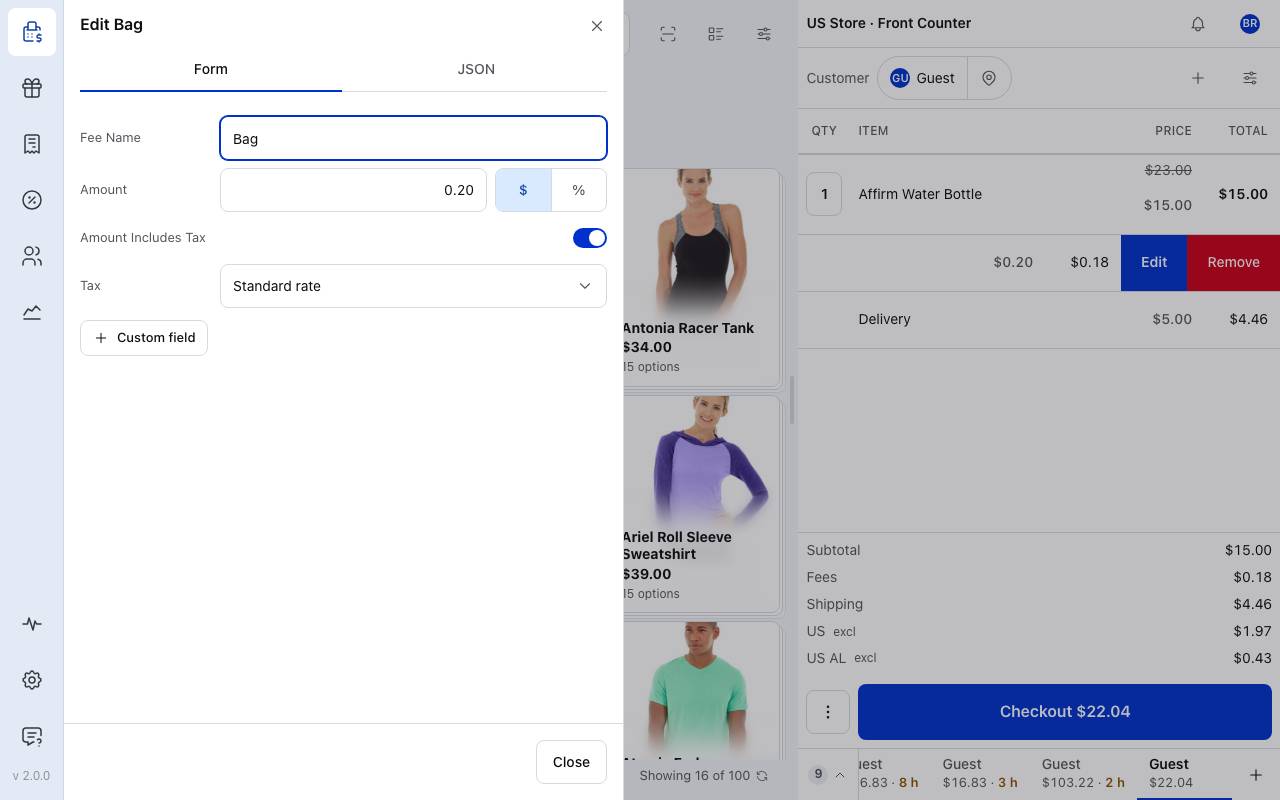 Edit Bag
Form
JSON
Fee Name
Bag
Amount
0.20
$
%
Amount Includes Tax
Tax
Standard rate
Custom field
Close
v 2.0.0
Antonia Racer Tank
$34.00
15 options
Ariel Roll Sleeve
Sweatshirt
$39.00
15 options
Showing 16 of 100
US Store · Front Counter
BR
Customer
GU
Guest
QTY
ITEM
PRICE
TOTAL
1
Affirm Water Bottle
$23.00
$15.00
$15.00
$0.20
$0.18
Edit
Remove
Delivery
$5.00
$4.46
Subtotal
$15.00
Fees
$0.18
Shipping
$4.46
US excl
$1.97
US AL excl
$0.43
Checkout $22.04
9
uest
6.83 · 8 h
Guest
$16.83 · 3 h
Guest
$103.22 · 2 h
Guest
$22.04